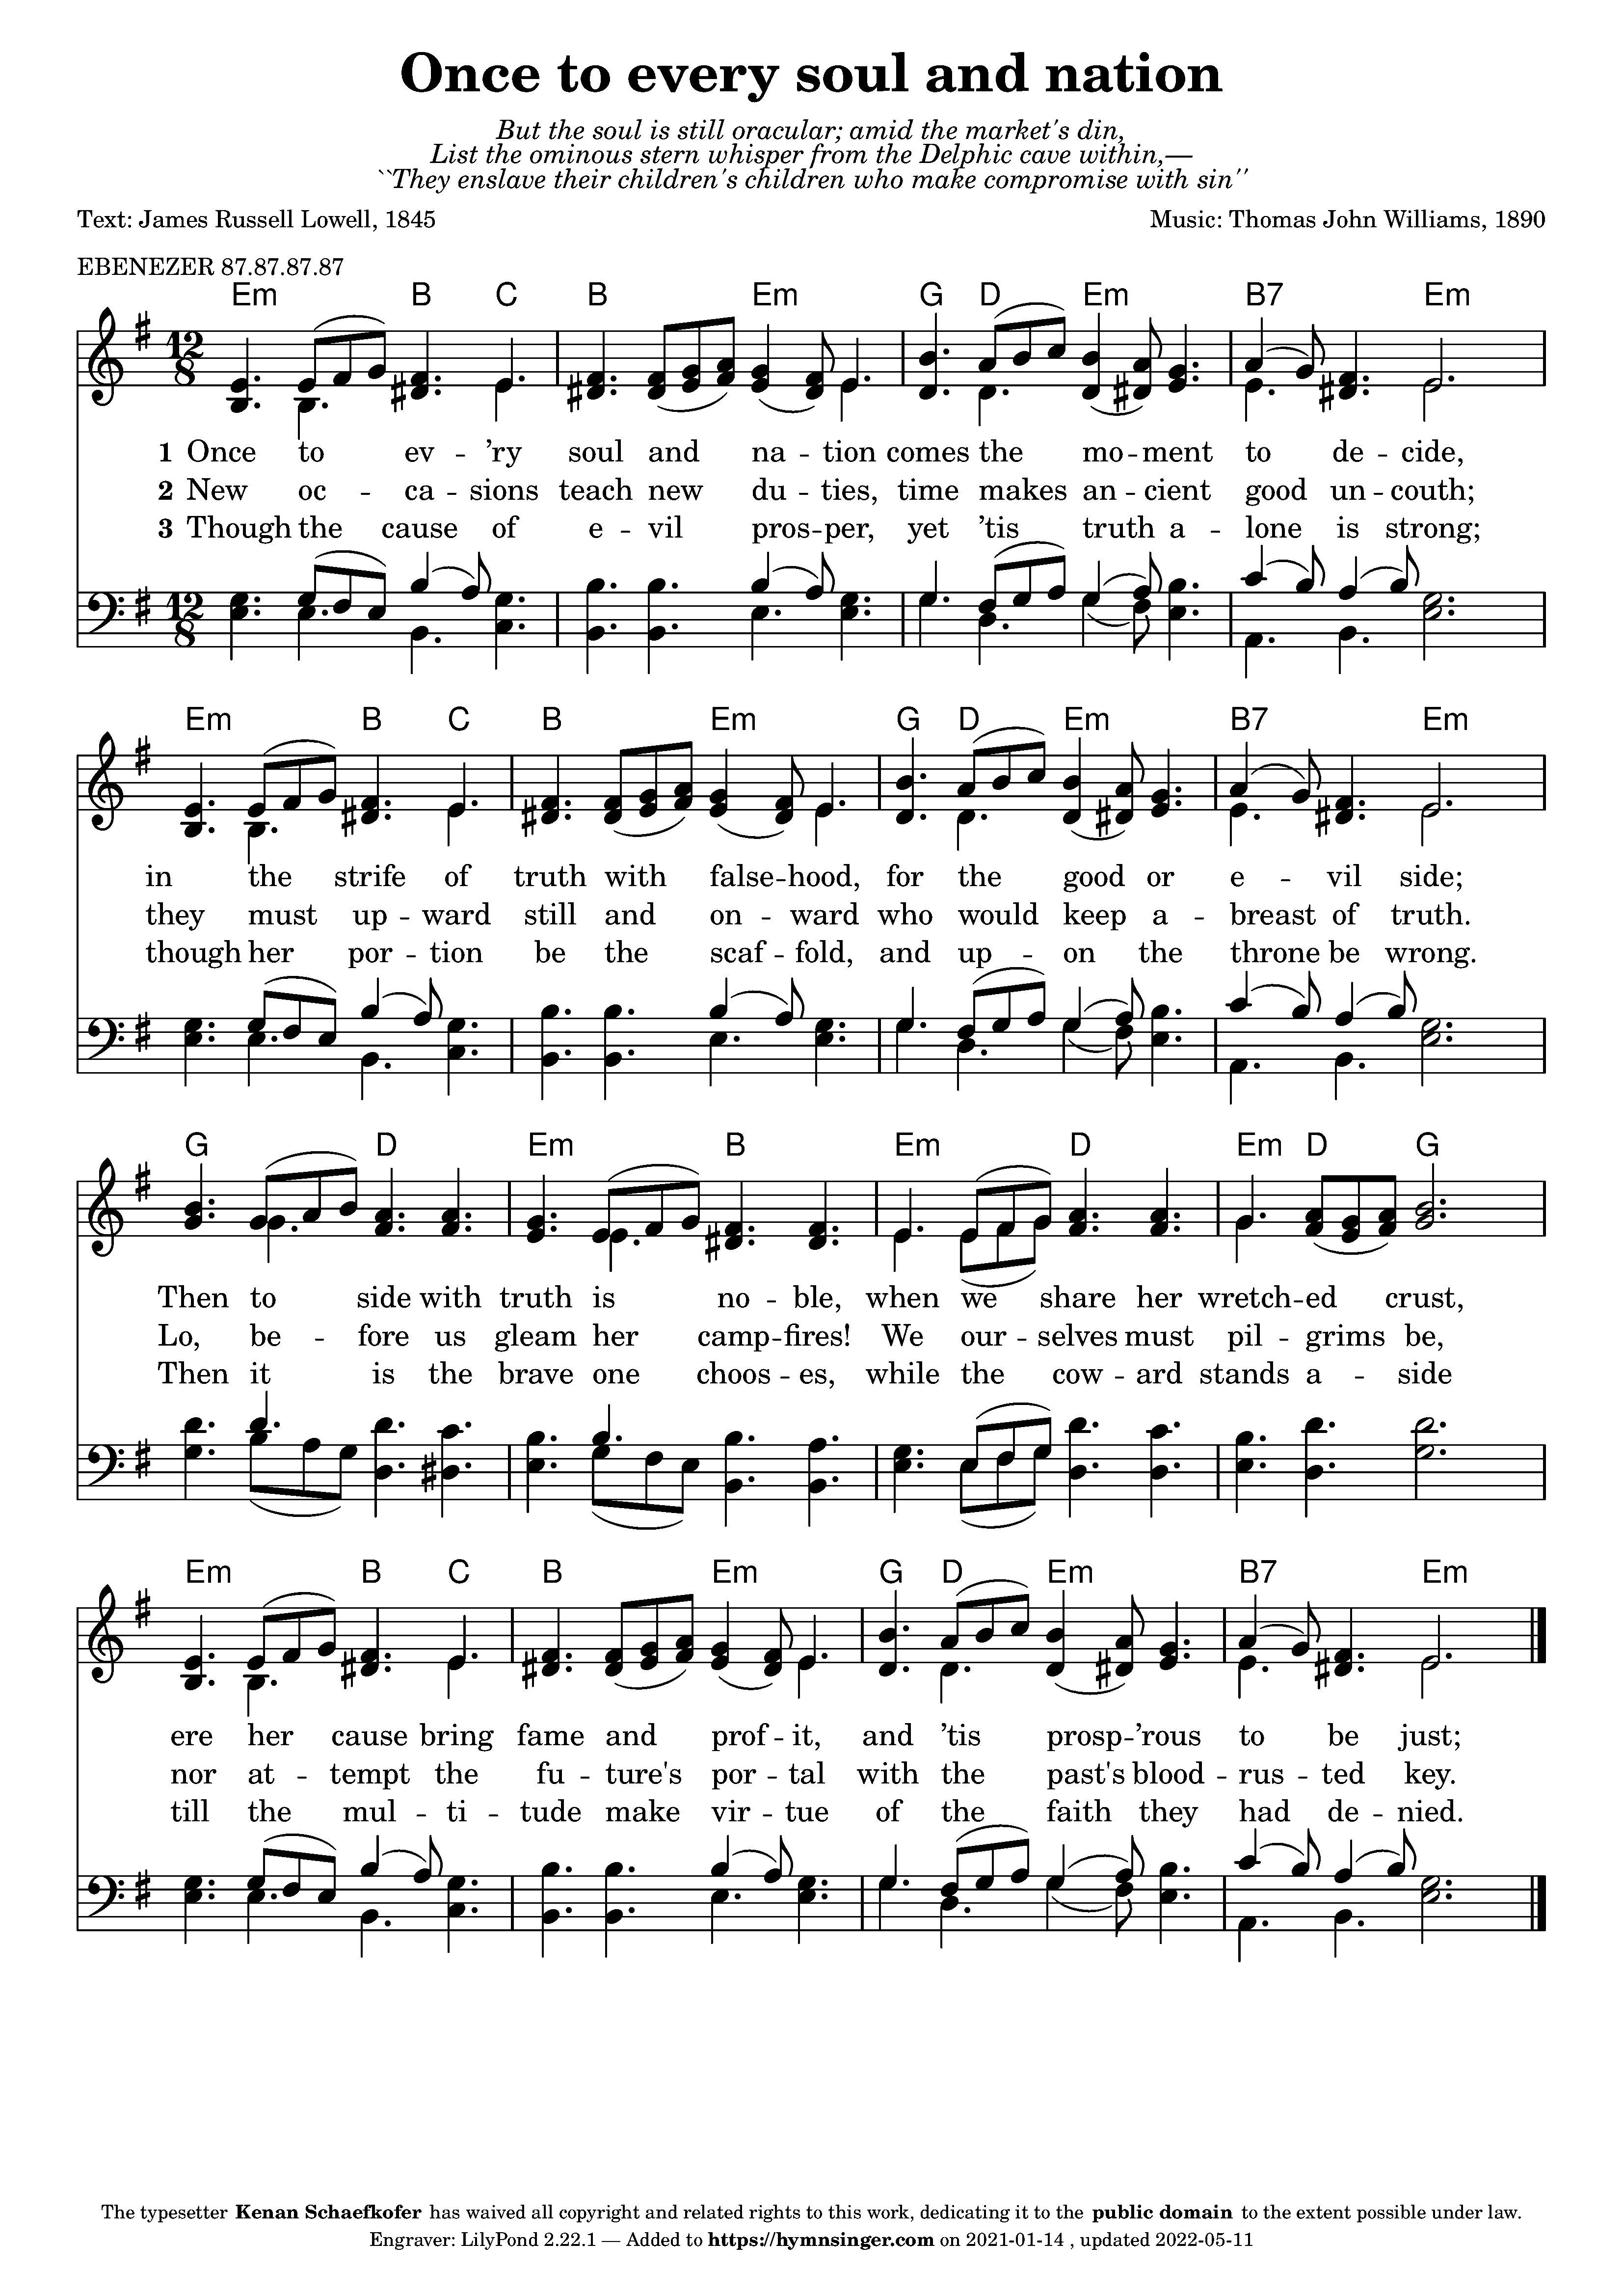 Once to every soul and nation
But the soul is still oracular; amid the market's din,
List the ominous stern whisper from the Delphic cave within,—
``They enslave their children's children who make compromise with sin''
Text: James Russell Lowell, 1845 Music: Thomas John Williams, 1890
EBENEZER 87.87.87.87
Em B C B Em G D Em B7 Em
12 8
1 Once to ev -- ’ry soul and na -- tion comes the mo -- ment to de -- cide,
2 New oc -- ca -- sions teach new du -- ties, time makes an -- cient good un -- couth;
3 Though the cause of e -- vil pros -- per, yet ’tis truth a -- lone is strong;
12 8
Em B C B Em G D Em B7 Em
in the strife of truth with false -- hood, for the good or e -- vil side;
they must up -- ward still and on -- ward who would keep a -- breast of truth.
though her por -- tion be the scaf -- fold, and up -- on the throne be wrong.
G D Em B Em D Em D G
Then to side with truth is no -- ble, when we share her wretch -- ed crust,
Lo, be -- fore us gleam her camp -- fires! We our -- selves must pil -- grims be,
Then it is the brave one choos -- es, while the cow -- ard stands a -- side
Em B C B Em G D Em B7 Em
ere her cause bring fame and prof -- it, and ’tis prosp -- ’rous to be just;
nor at -- tempt the fu -- ture's por -- tal with the past's blood -- rus -- ted key.
till the mul -- ti -- tude make vir -- tue of the faith they had de -- nied.
The typesetter Kenan Schaefkofer has waived all copyright and related rights to this work, dedicating it to the public domain to the extent possible under law.
Engraver: LilyPond 2.22.1 — Added to https://hymnsinger.com on 2021-01-14 , updated 2022-05-11